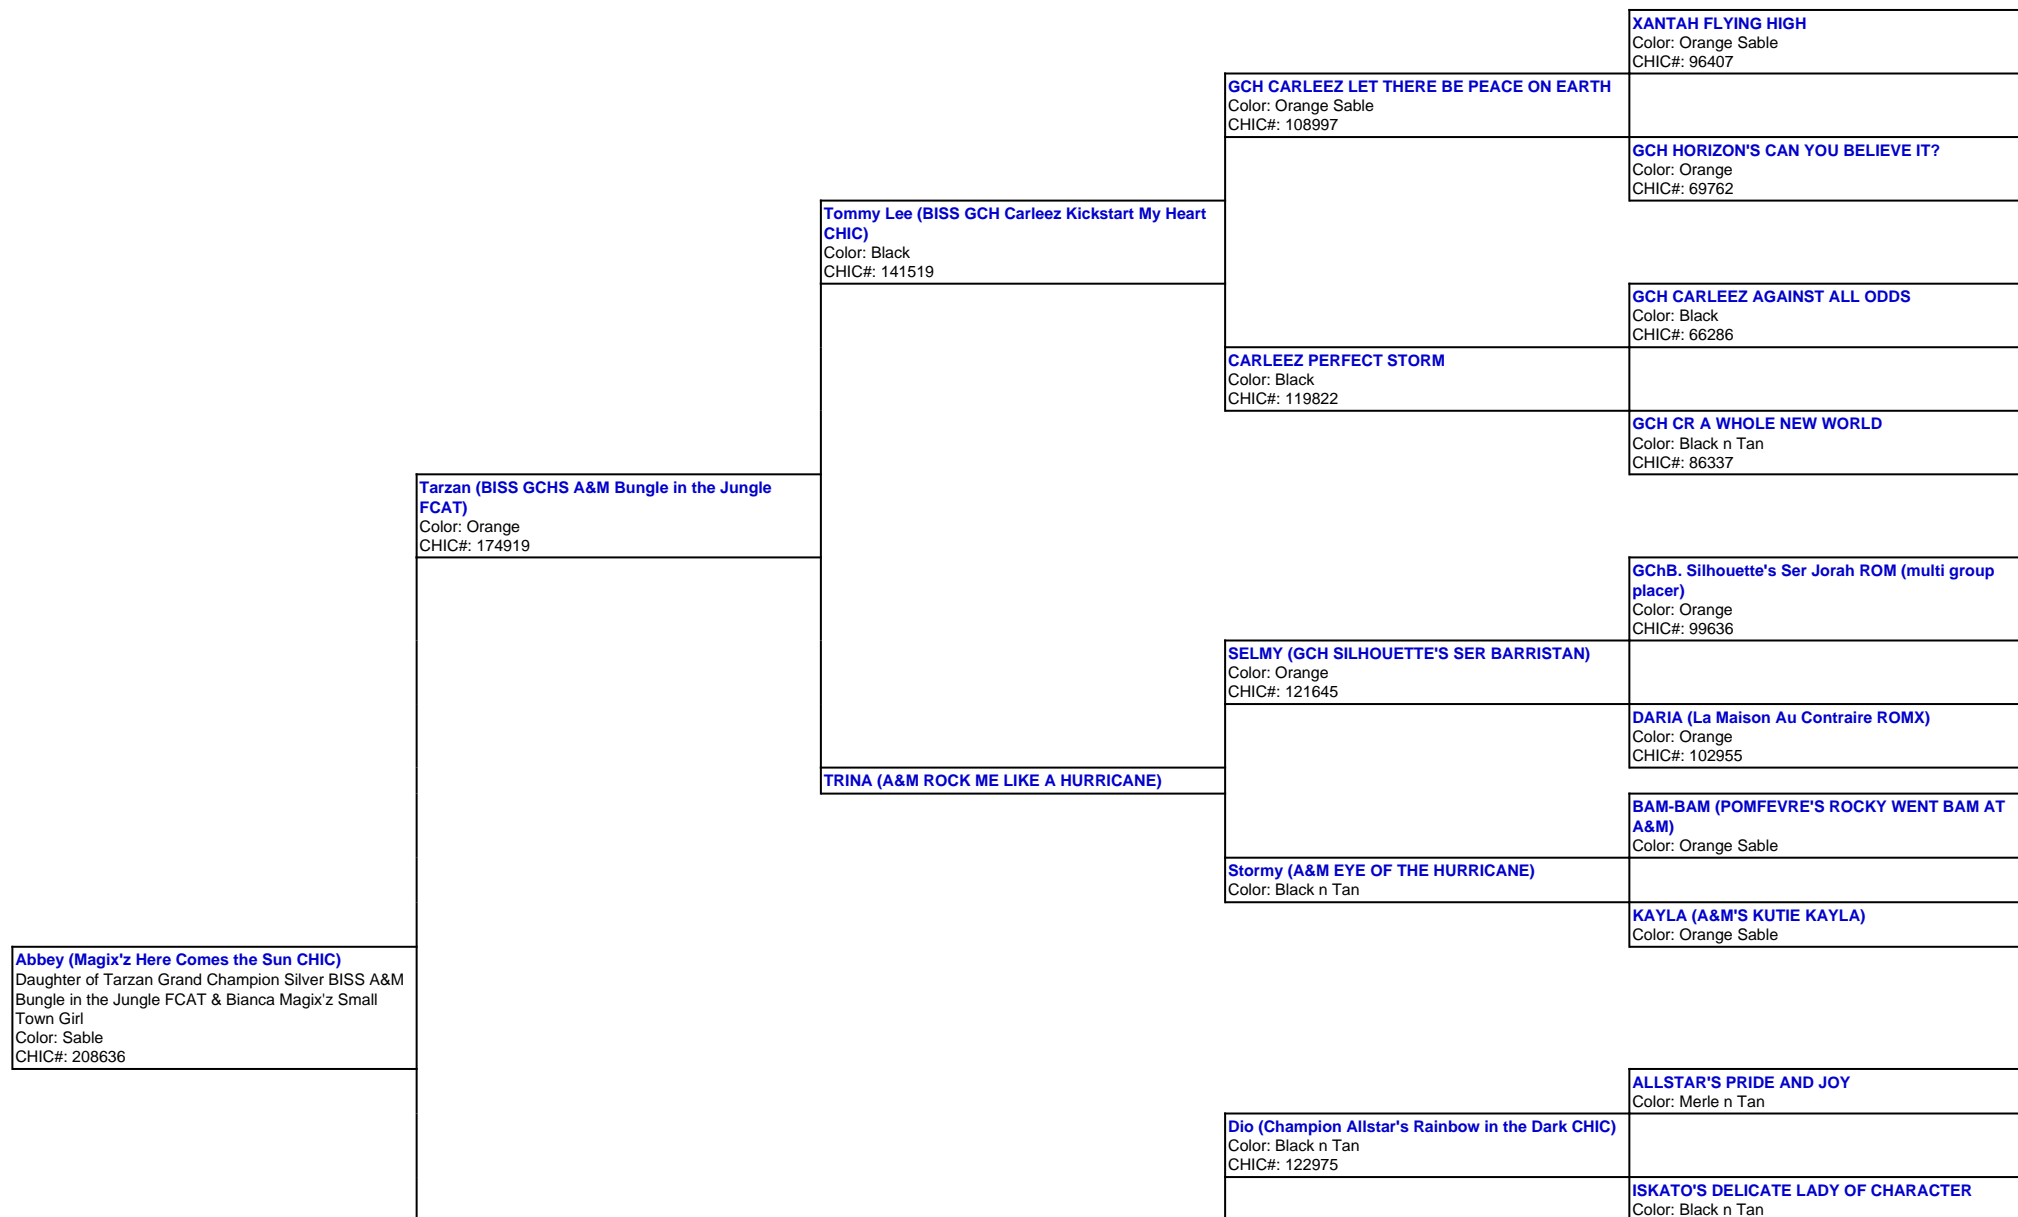 XANTAH FLYING HIGH
Color: Orange Sable
CHIC#: 96407
GCH CARLEEZ LET THERE BE PEACE ON EARTH
Color: Orange Sable
CHIC#: 108997
GCH HORIZON'S CAN YOU BELIEVE IT?
Color: Orange
CHIC#: 69762
Tommy Lee (BISS GCH Carleez Kickstart My Heart
CHIC)
Color: Black
CHIC#: 141519
GCH CARLEEZ AGAINST ALL ODDS
Color: Black
CHIC#: 66286
CARLEEZ PERFECT STORM
Color: Black
CHIC#: 119822
GCH CR A WHOLE NEW WORLD
Color: Black n Tan
CHIC#: 86337
Tarzan (BISS GCHS A&M Bungle in the Jungle
FCAT)
Color: Orange
CHIC#: 174919
GChB. Silhouette's Ser Jorah ROM (multi group
placer)
Color: Orange
CHIC#: 99636
SELMY (GCH SILHOUETTE'S SER BARRISTAN)
Color: Orange
CHIC#: 121645
DARIA (La Maison Au Contraire ROMX)
Color: Orange
CHIC#: 102955
TRINA (A&M ROCK ME LIKE A HURRICANE)
BAM-BAM (POMFEVRE'S ROCKY WENT BAM AT
A&M)
Color: Orange Sable
Stormy (A&M EYE OF THE HURRICANE)
Color: Black n Tan
KAYLA (A&M'S KUTIE KAYLA)
Color: Orange Sable
Abbey (Magix'z Here Comes the Sun CHIC)
Daughter of Tarzan Grand Champion Silver BISS A&M
Bungle in the Jungle FCAT & Bianca Magix'z Small
Town Girl
Color: Sable
CHIC#: 208636
ALLSTAR'S PRIDE AND JOY
Color: Merle n Tan
Dio (Champion Allstar's Rainbow in the Dark CHIC)
Color: Black n Tan
CHIC#: 122975
ISKATO'S DELICATE LADY OF CHARACTER
Color: Black n Tan